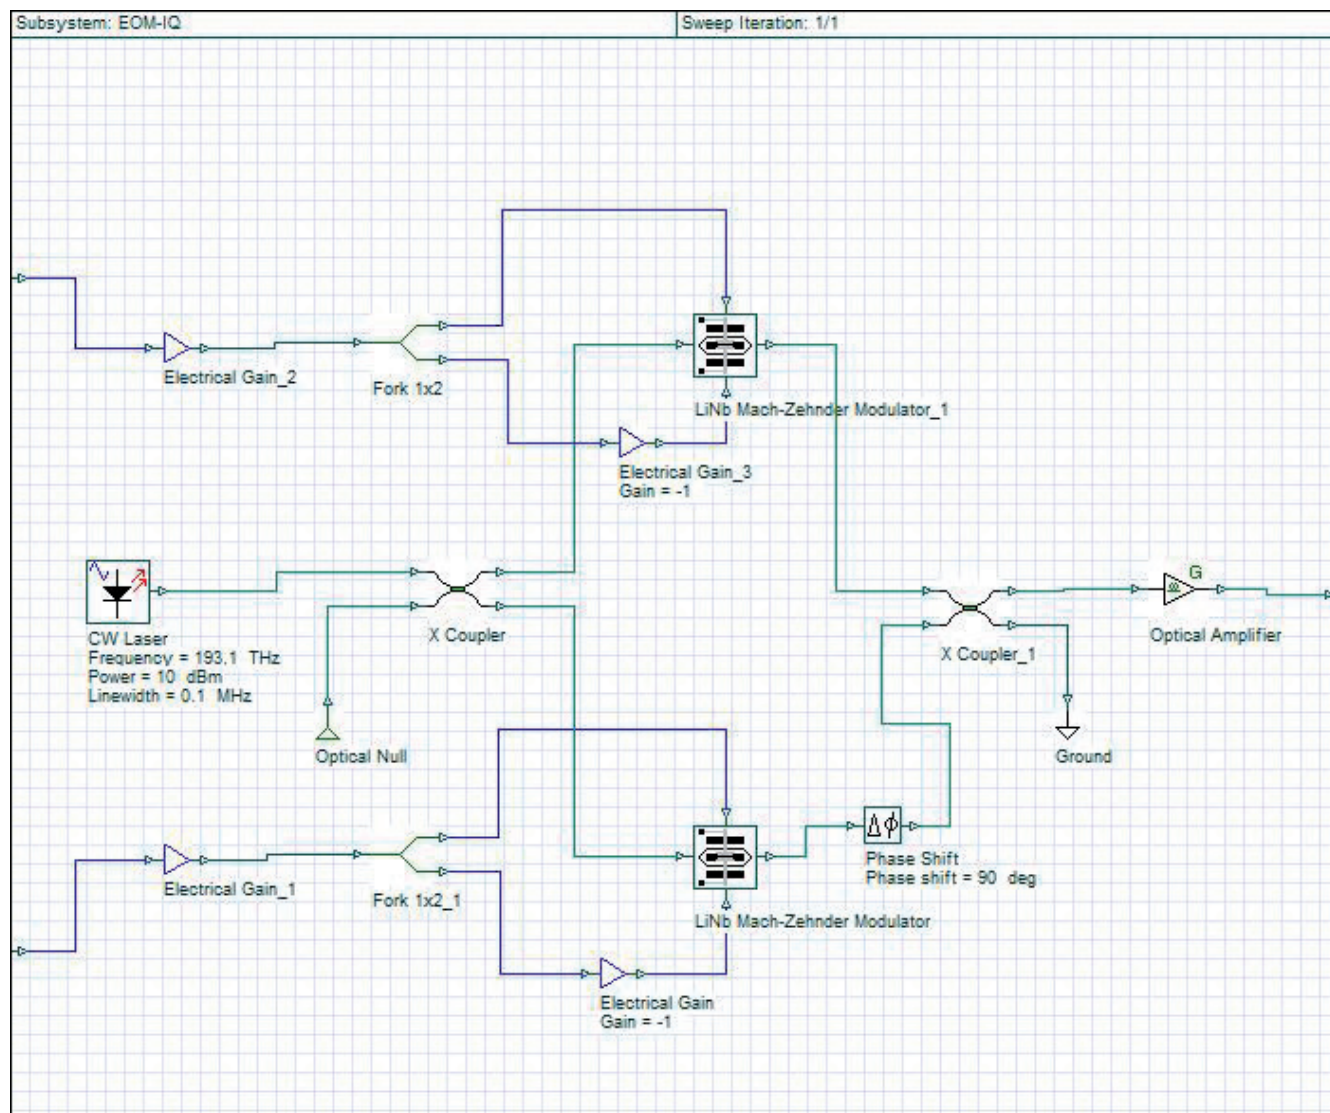 Subsystem: EOM-IQ
Sweep Iteration: 1/1
Electrical Gain_2
Fork 1x2
LiNb Mach-Zehnder Modulator_1
Electrical Gain_3
Gain = -1
CW Laser
Frequency = 193.1 THz
Power = 10 dBm
Linewidth = 0.1 MHz
X Coupler
G
Optical Amplifier
X Coupler_1
Optical Null
Ground
Electrical Gain_1
Fork 1x2_1
Δϕ
Phase Shift
Phase shift = 90 deg
LiNb Mach-Zehnder Modulator
Electrical Gain
Gain = -1